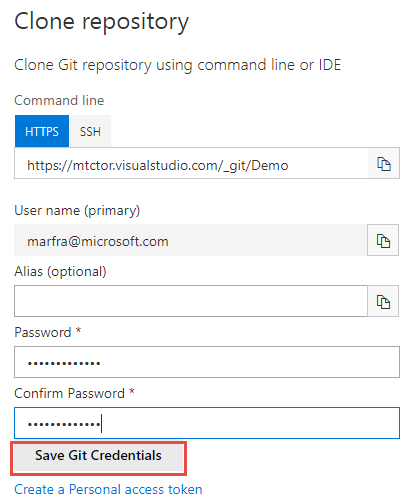 Clone repository
Clone Git repository using command line or IDE
Command line
HTTPS SSH
https://mtctor.visualstudio.com/_git/Demo
User name (primary)
marfra@microsoft.com
Alias (optional)
Password *
•••••••••••••
Confirm Password *
•••••••••••••
Save Git Credentials
Create a Personal access token